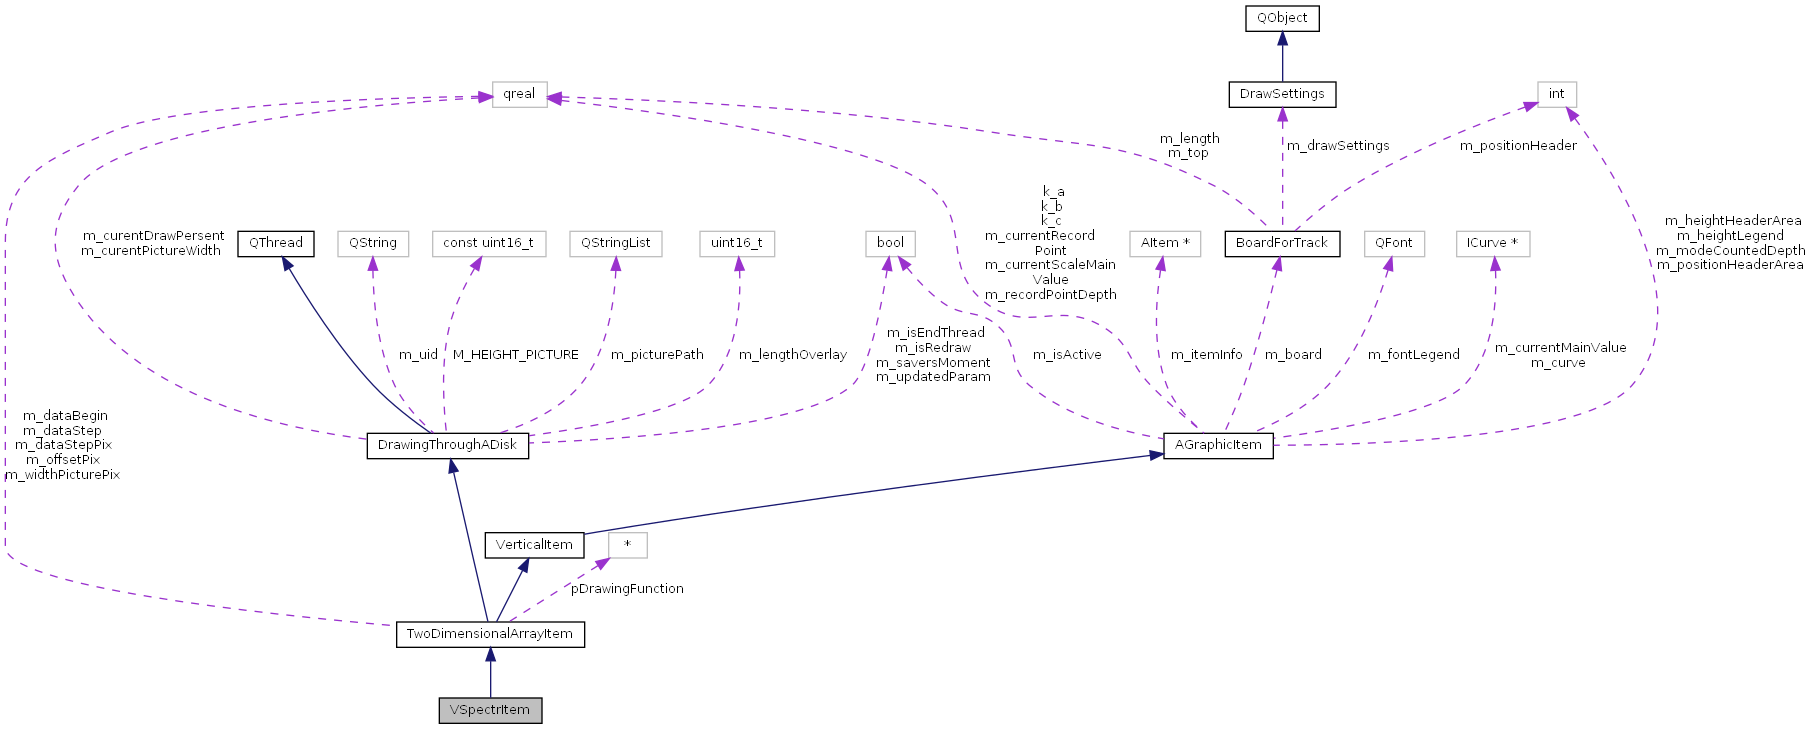 QObject
qreal
DrawSettings
int
m_length
m_top
m_drawSettings
m_positionHeader
k_a
k_b
k_c
m_currentRecord
Point
m_currentScaleMain
Value
m_recordPointDepth
m_heightHeaderArea
m_heightLegend
m_modeCountedDepth
m_positionHeaderArea
m_curentDrawPersent
m_curentPictureWidth
QThread
QString
const uint16_t
QStringList
uint16_t
bool
AItem *
BoardForTrack
QFont
ICurve *
m_uid
M_HEIGHT_PICTURE
m_picturePath
m_lengthOverlay
m_isEndThread
m_isRedraw
m_saversMoment
m_updatedParam
m_isActive
m_itemInfo
m_board
m_fontLegend
m_currentMainValue
m_curve
m_dataBegin
m_dataStep
m_dataStepPix
m_offsetPix
m_widthPicturePix
DrawingThroughADisk
AGraphicItem
VerticalItem
*
pDrawingFunction
TwoDimensionalArrayItem
VSpectrItem